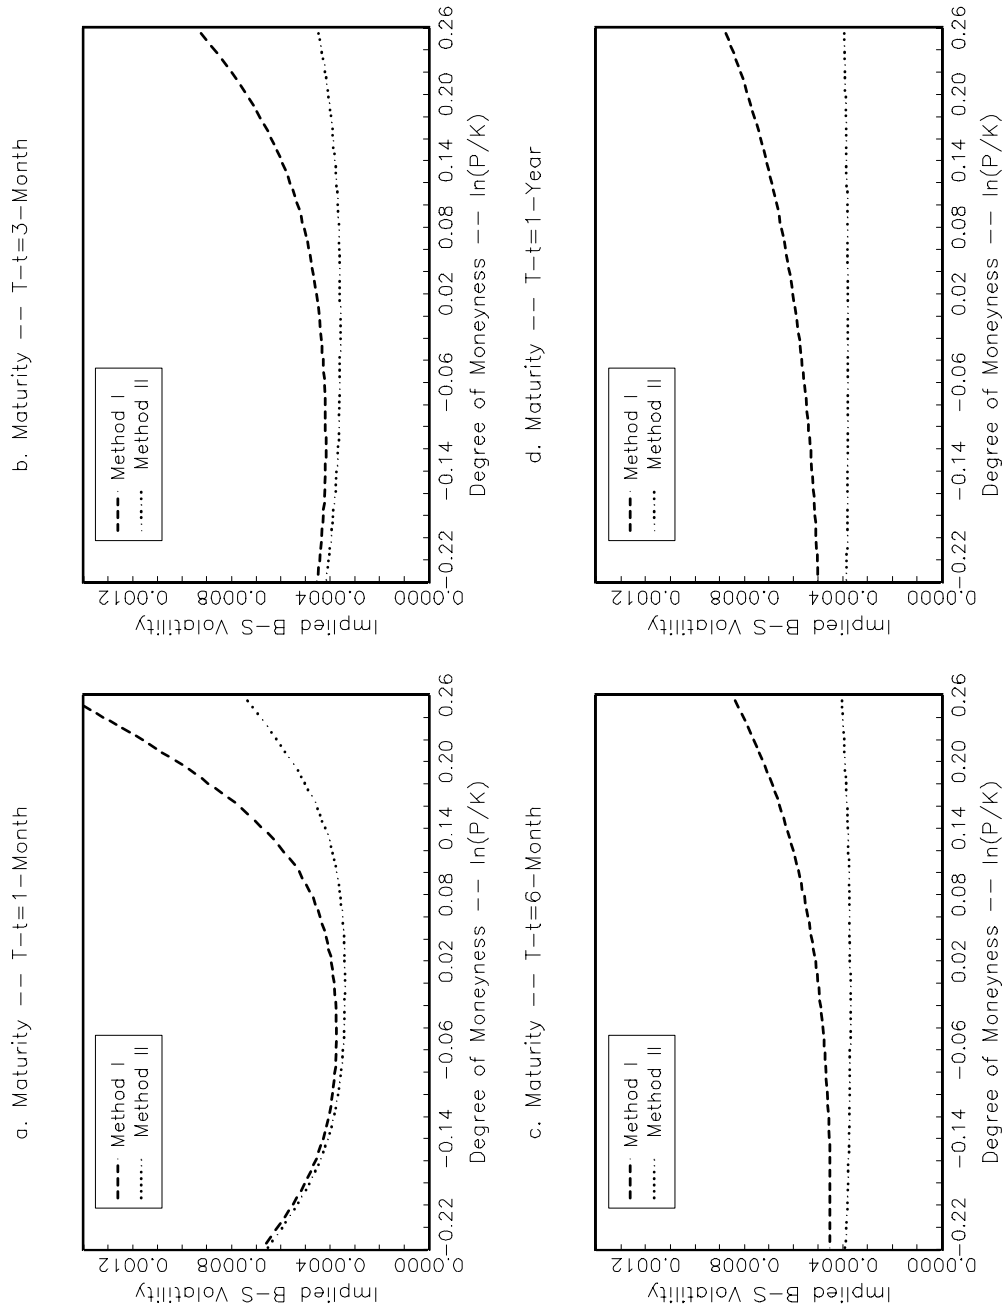 a. Maturity -- T-t=1-Month
Implied B-S Volatility
0.0000 0.0004 0.0008 0.0012
Method I
Method II
-0.22 -0.14 -0.06 0.02 0.08 0.14 0.20 0.26
Degree of Moneyness -- ln(P/K)
b. Maturity -- T-t=3-Month
Implied B-S Volatility
0.0000 0.0004 0.0008 0.0012
Method I
Method II
-0.22 -0.14 -0.06 0.02 0.08 0.14 0.20 0.26
Degree of Moneyness -- ln(P/K)
c. Maturity -- T-t=6-Month
Implied B-S Volatility
0.0000 0.0004 0.0008 0.0012
Method I
Method II
-0.22 -0.14 -0.06 0.02 0.08 0.14 0.20 0.26
Degree of Moneyness -- ln(P/K)
d. Maturity -- T-t=1-Year
Implied B-S Volatility
0.0000 0.0004 0.0008 0.0012
Method I
Method II
-0.22 -0.14 -0.06 0.02 0.08 0.14 0.20 0.26
Degree of Moneyness -- ln(P/K)